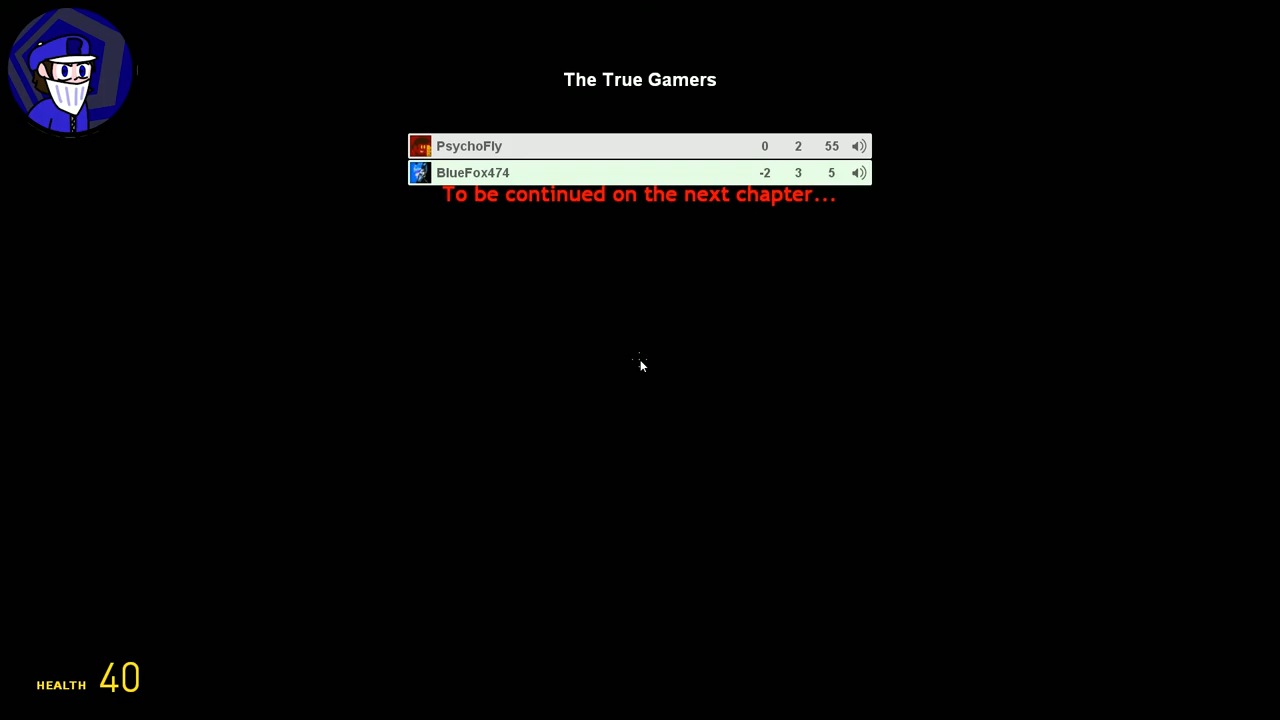 The True Gamers
PsychoFly 0 2 55
BlueFox474 -2 3 5
To be continued on the next chapter...
HEALTH 40